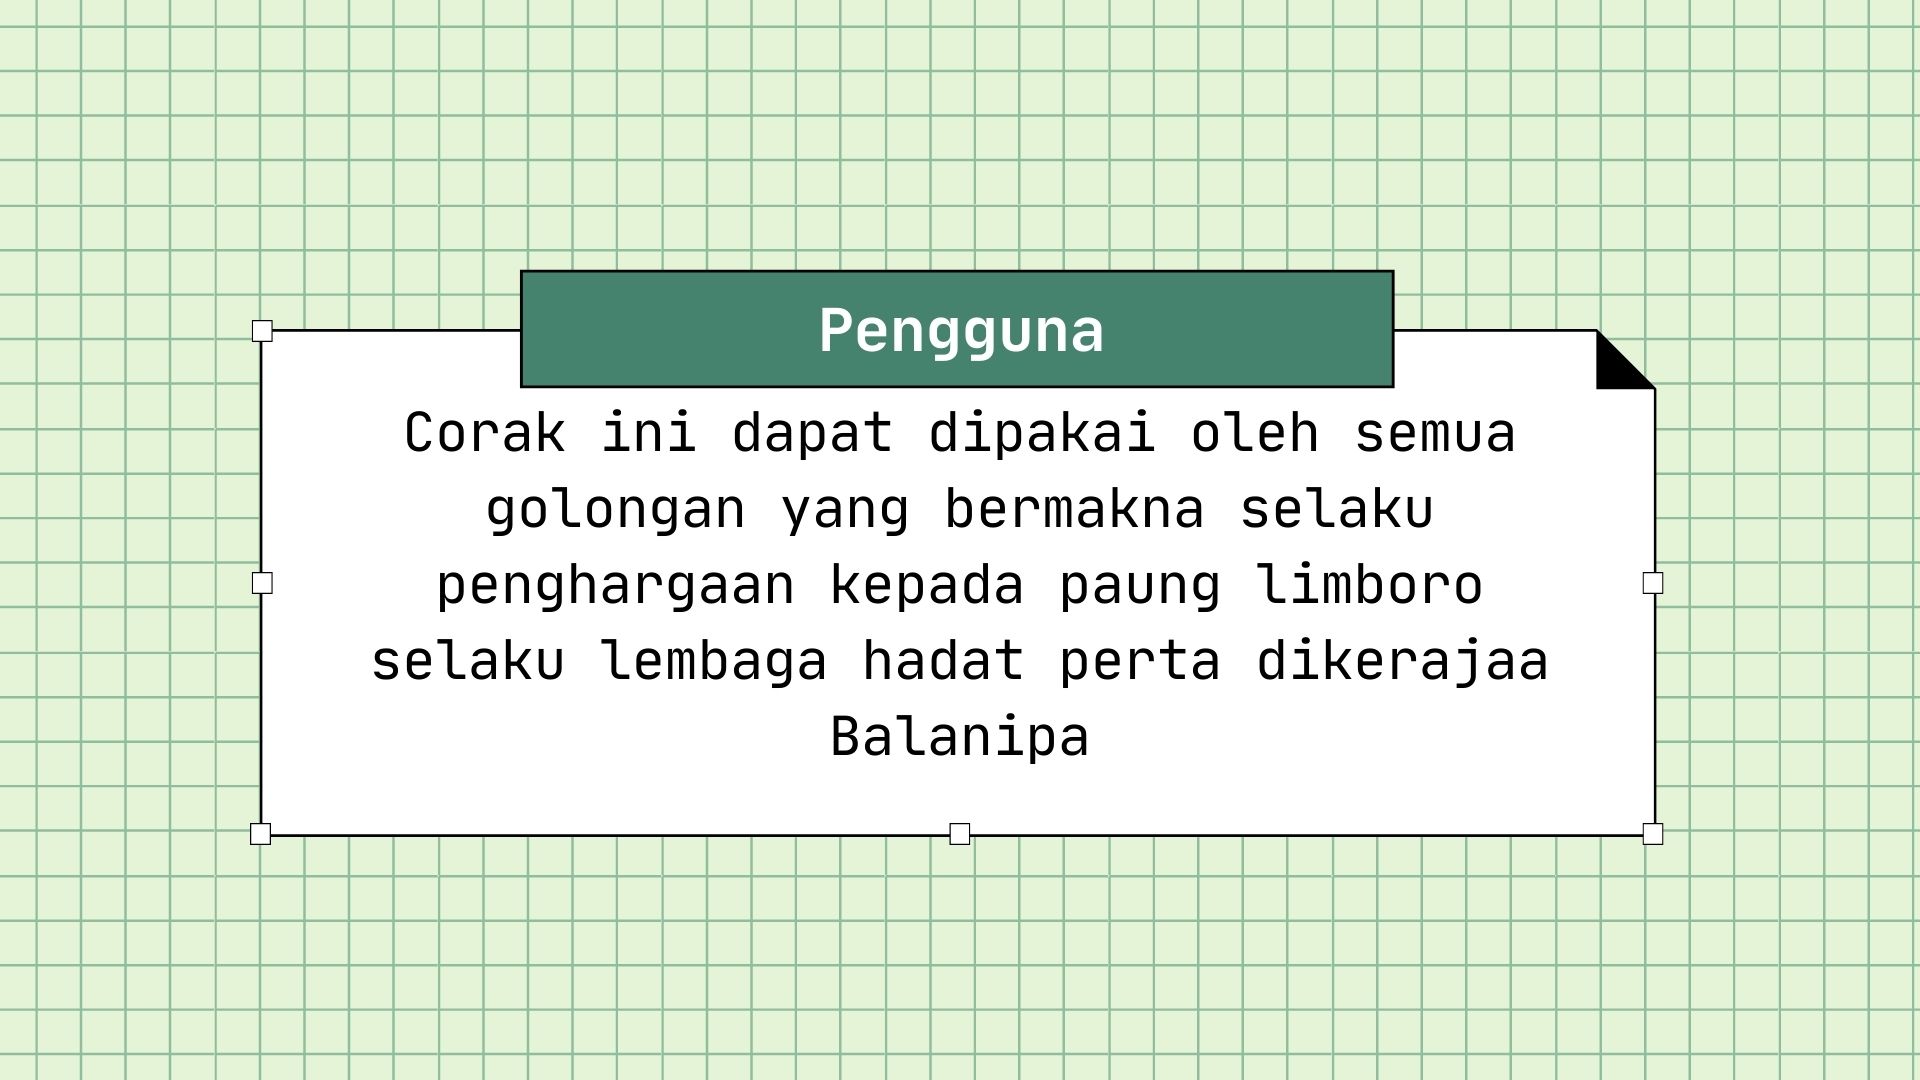 Pengguna
Corak ini dapat dipakai oleh semua
golongan yang bermakna selaku
penghargaan kepada paung limboro
selaku lembaga hadat perta dikerajaa
Balanipa